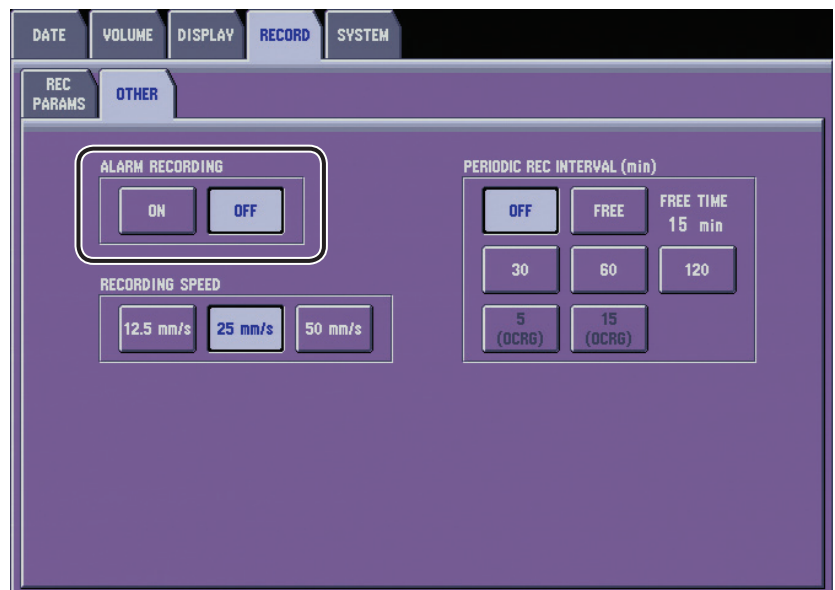 DATE VOLUME DISPLAY RECORD SYSTEM
REC
PARAMS
OTHER
ALARM RECORDING
ON OFF
RECORDING SPEED
12.5 mm/s 25 mm/s 50 mm/s
PERIODIC REC INTERVAL (min)
OFF FREE
FREE TIME
15 min
30 60 120
5
(OCRG)
15
(OCRG)